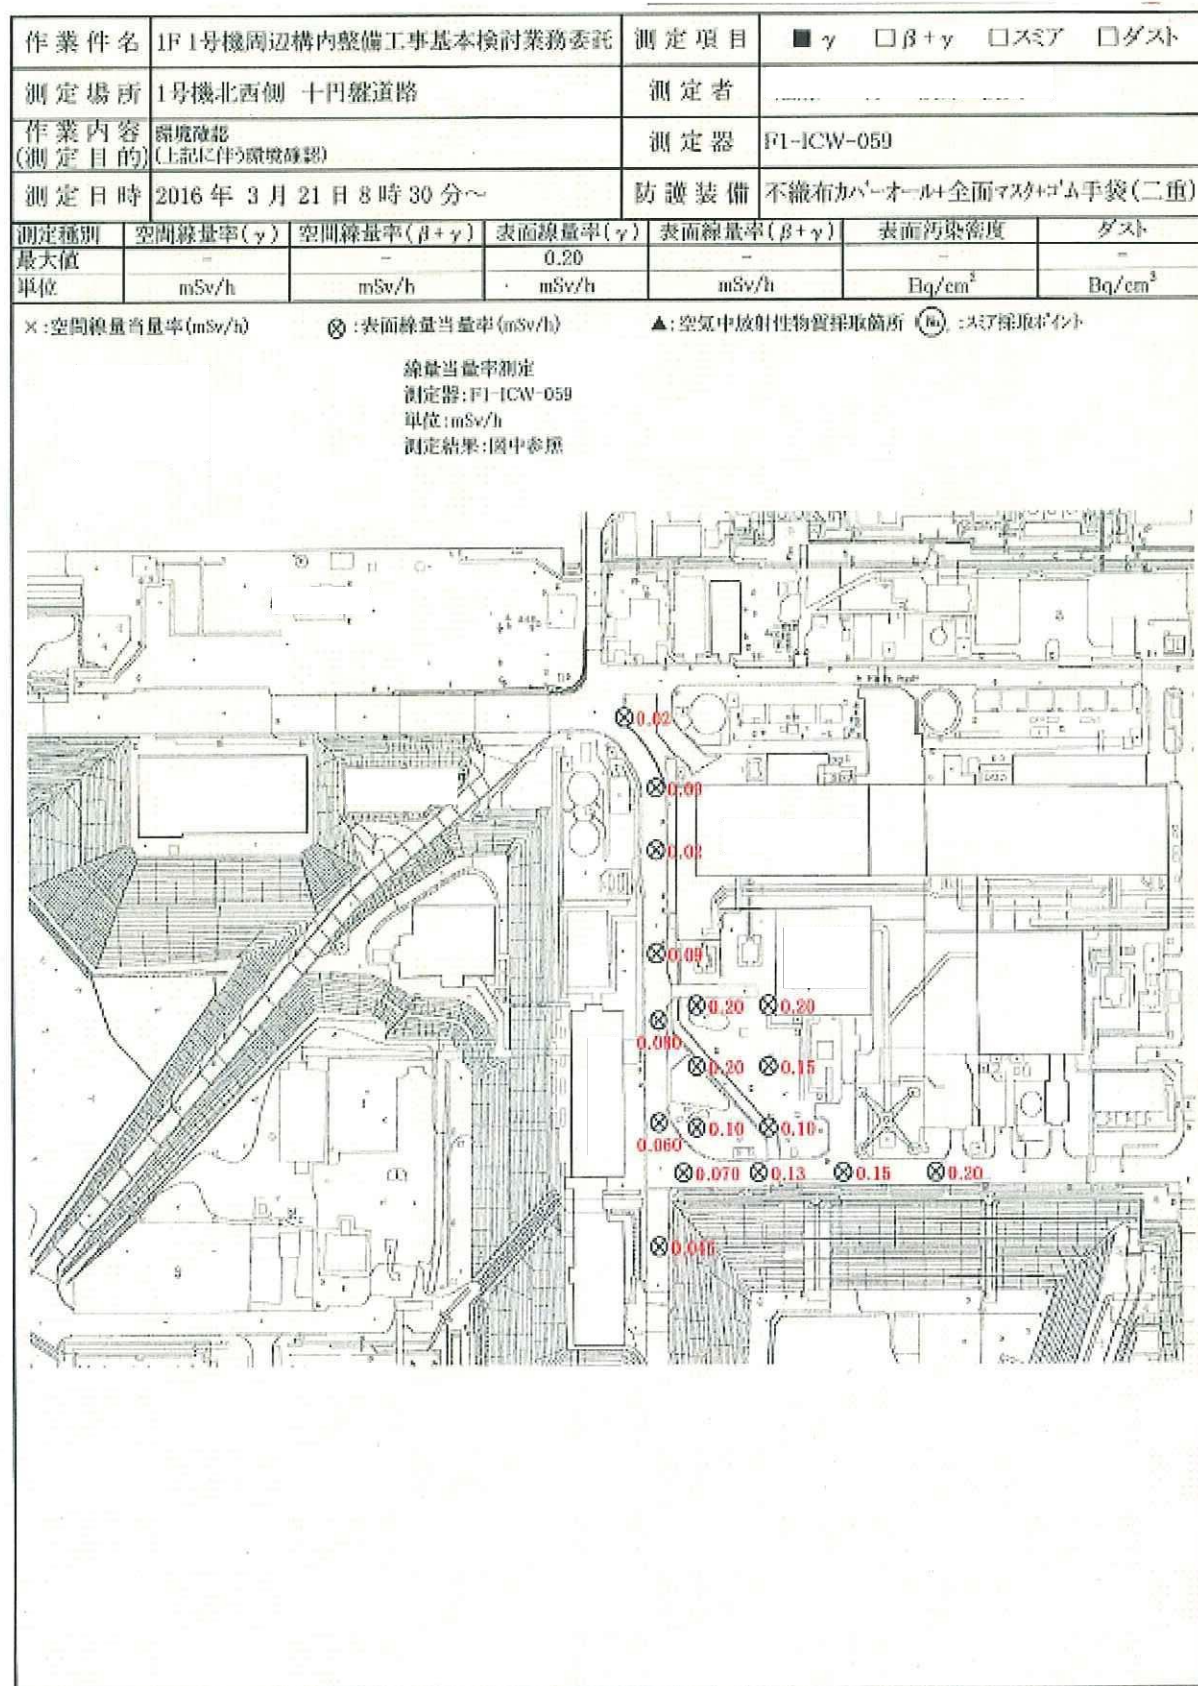 作業件名 1F 1号機周辺構内整備工事基本検討業務委託 測定項目 ■ γ □ β+γ □スミア □ダスト
測定場所 1号機北西側 十円盤道路 測定者
作業内容 環境確認 測定器 F1-ICW-059
(測定目的) (上記に伴う環境確認)
測定日時 2016年 3月 21日 8時 30分～ 防護装備 不織布カバーオール+全面マスク+ゴム手袋(二重)
測定種別 空間線量率(γ) 空間線量率(β+γ) 表面線量率(γ) 表面線量率(β+γ) 表面汚染密度 ダスト
最大値 - - 0.20 - - -
単位 mSv/h mSv/h mSv/h mSv/h Bq/cm² Bq/cm³
×:空間線量当量率(mSv/h) ⊗:表面線量当量率(mSv/h) ▲:空気中放射性物質採取箇所 :スミア採取ポイント
線量当量率測定
測定器:F1-ICW-059
単位:mSv/h
測定結果:図中参照
0.02
0.09
0.02
0.09
0.20 0.20
0.080
0.20 0.15
0.10 0.10
0.060
0.070 0.13 0.15 0.20
0.045